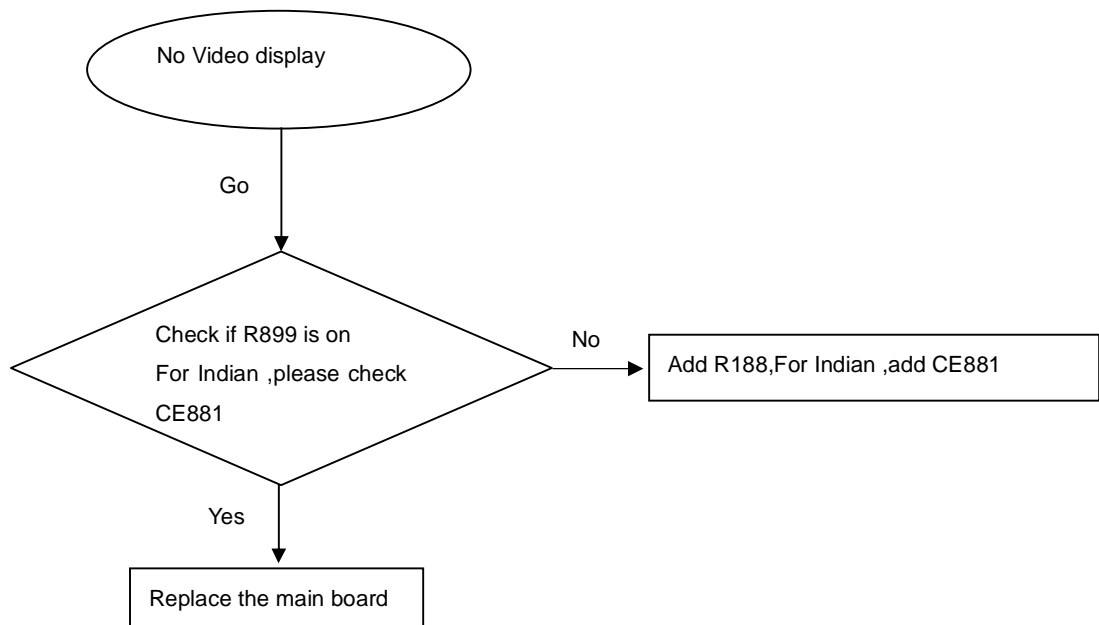 No Video display
Go
Check if R899 is on
For Indian ,please check
CE881
No
Add R188,For Indian ,add CE881
Yes
Replace the main board